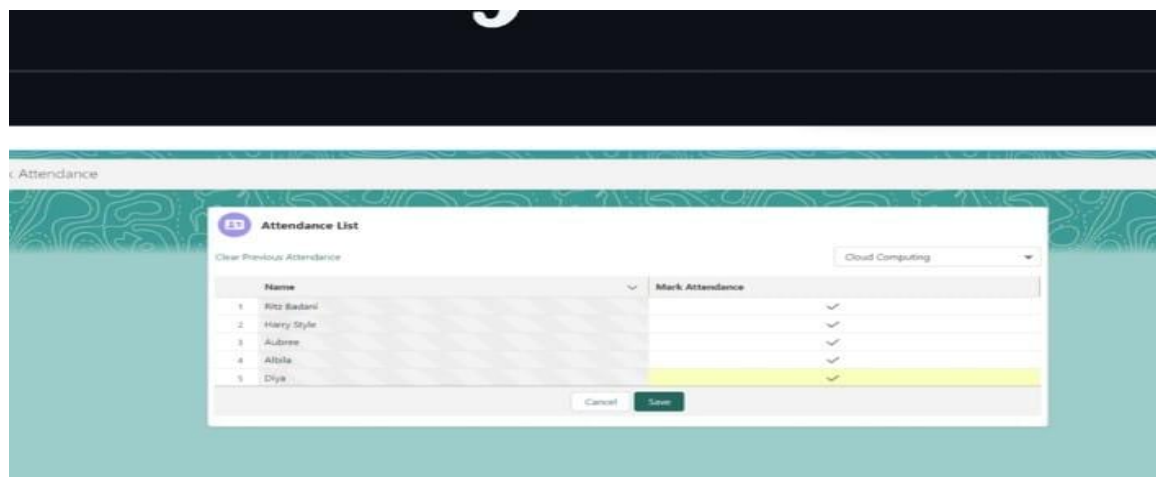 Attendance
Attendance List
Clear Previous Attendance
Cloud Computing
Name
Mark Attendance
1 Ritz Badani
2 Harry Style
3 Aubree
4 Albila
5 Diya
Cancel Save